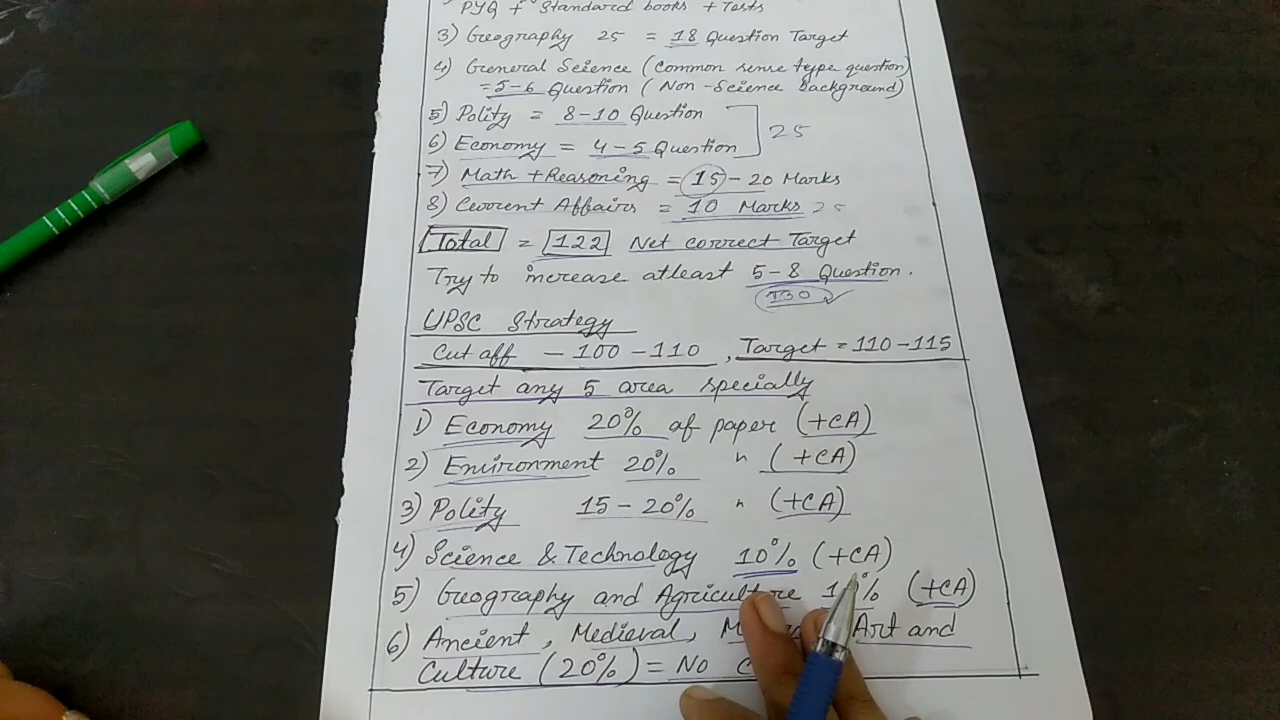 PYQ + Standard books + Tests
3) Geography 25 = 18 Question Target
4) General Science (Common sense type question)
= 5-6 Question (Non-Science background)
5) Polity = 8-10 Question
25
6) Economy = 4-5 Question
7) Math + Reasoning = 15-20 Marks
8) Current Affairs = 10 Marks 25
Total = 122 Net correct Target
Try to increase atleast 5-8 Question.
130
UPSC Strategy
Cut off - 100-110, Target = 110-115
Target any 5 area specially
1) Economy 20% of paper (+CA)
2) Environment 20% " (+CA)
3) Polity 15-20% " (+CA)
4) Science & Technology 10% (+CA)
5) Geography and Agriculture 10% (+CA)
6) Ancient, Medieval, Art and
Culture (20%) = No